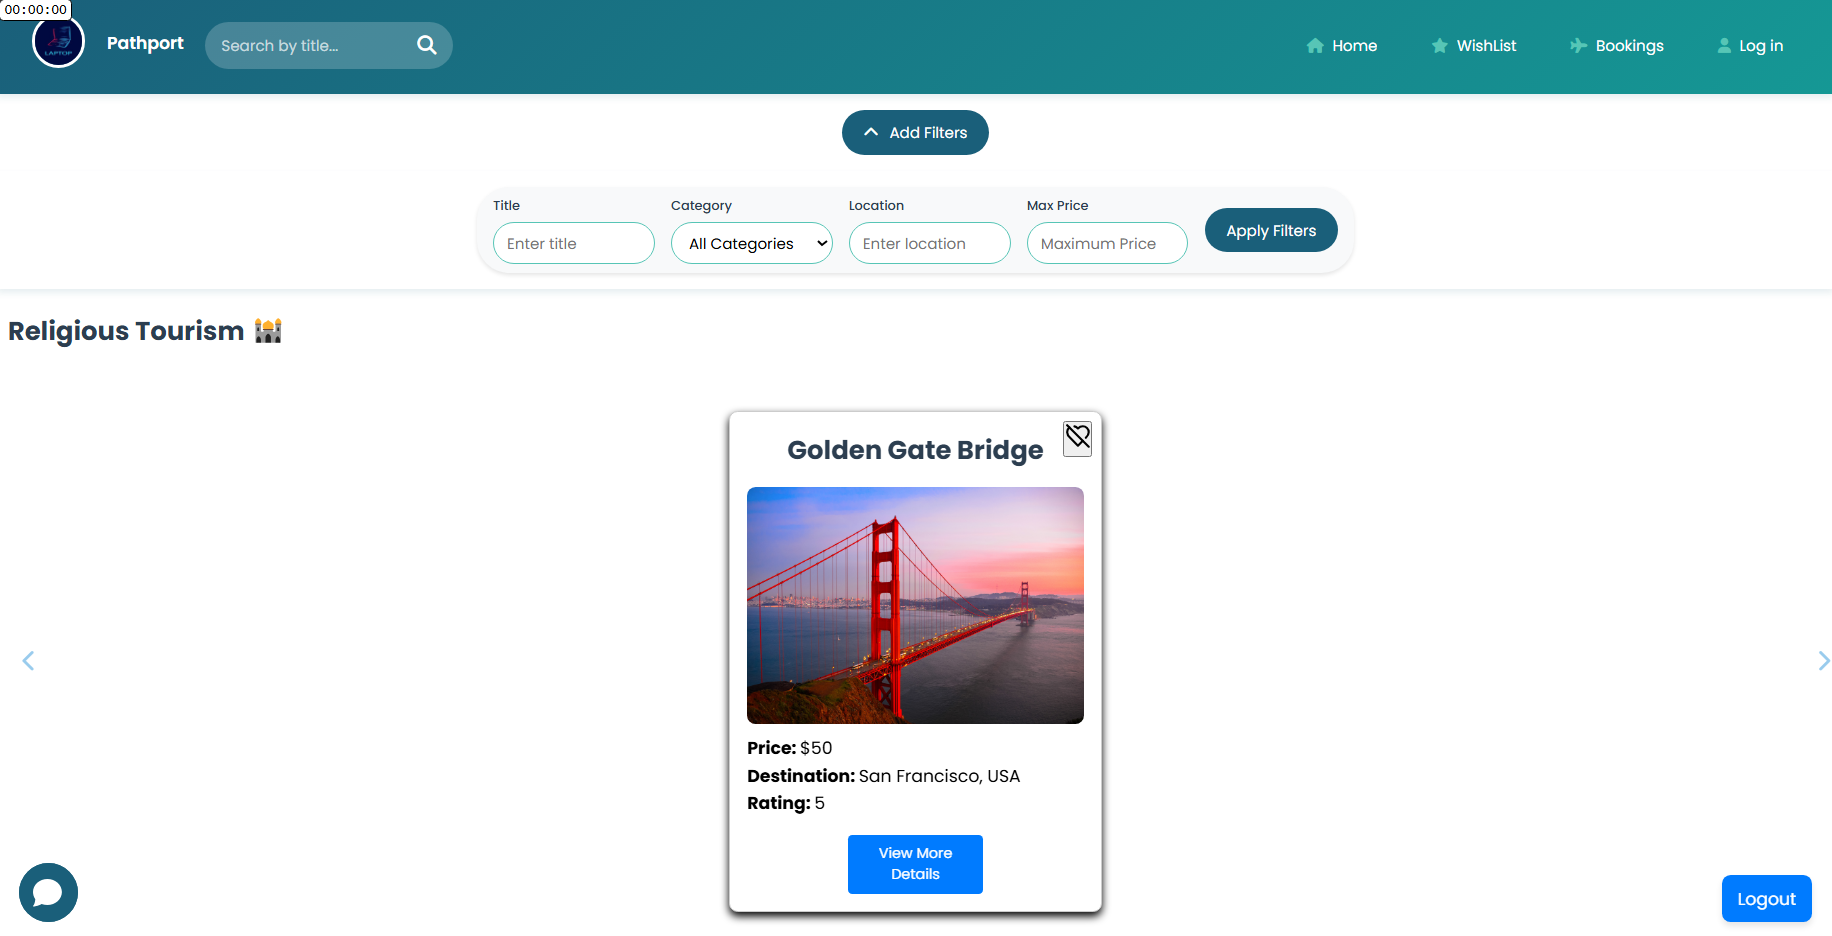 00:00:00
LAPTOP
Pathport
Search by title...
Home
WishList
Bookings
Log in
Add Filters
Title
Category
Location
Max Price
Enter title
All Categories
Enter location
Maximum Price
Apply Filters
Religious Tourism 🕌
Golden Gate Bridge
Price: $50
Destination: San Francisco, USA
Rating: 5
View More
Details
Logout